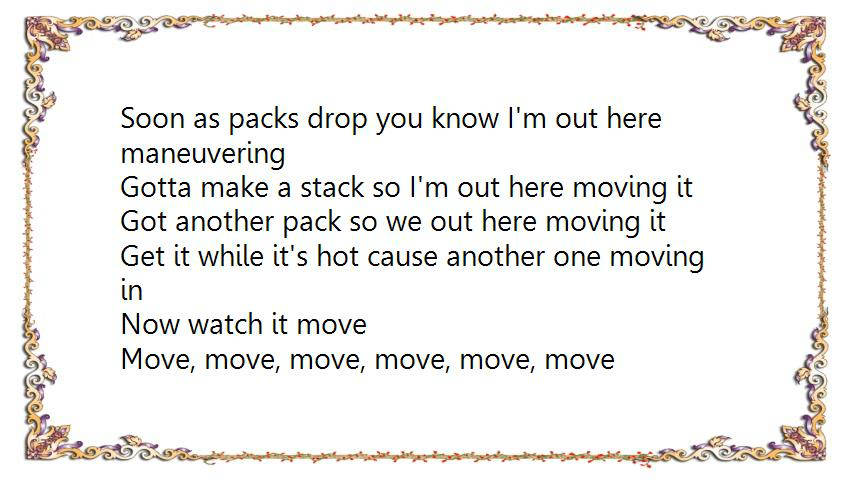 Soon as packs drop you know I'm out here
maneuvering
Gotta make a stack so I'm out here moving it
Got another pack so we out here moving it
Get it while it's hot cause another one moving
in
Now watch it move
Move, move, move, move, move, move